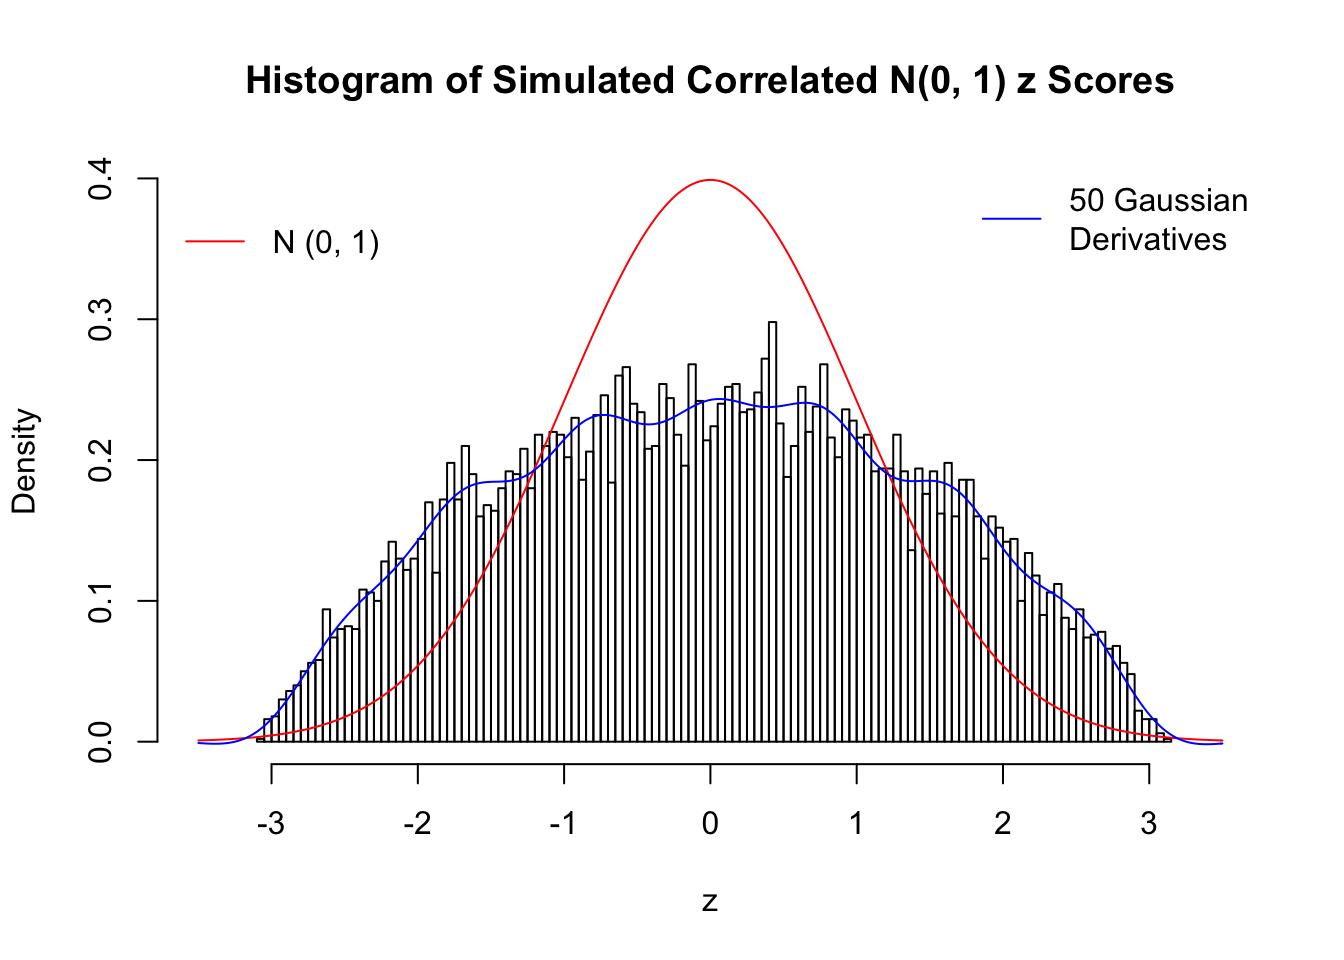 Histogram of Simulated Correlated N(0, 1) z Scores
N (0, 1)
50 Gaussian
Derivatives
Density
0.4
0.3
0.2
0.1
0.0
-3 -2 -1 0 1 2 3
z